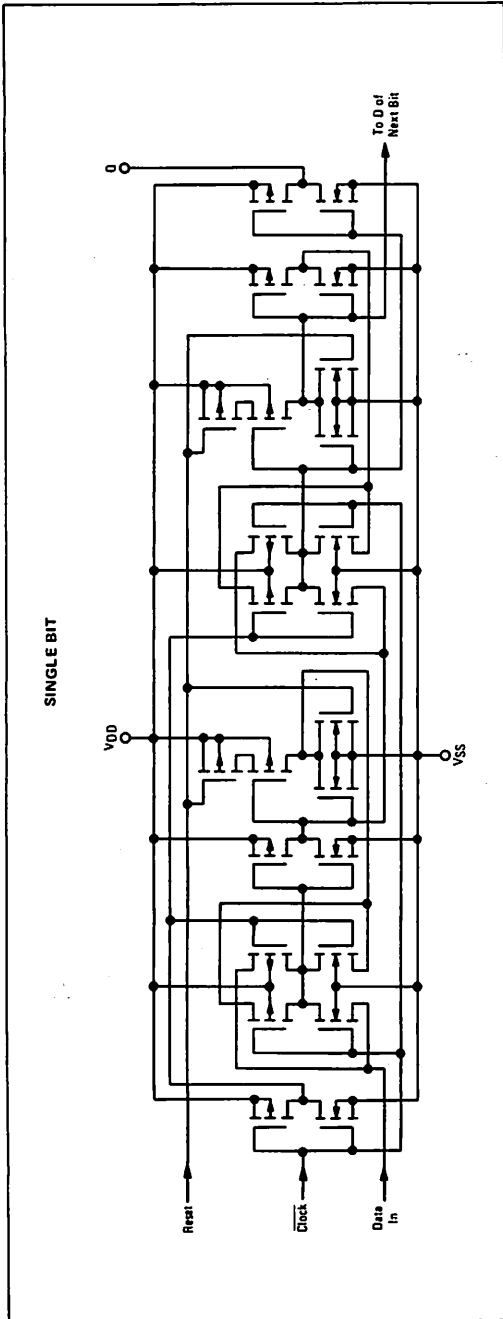 SINGLE BIT
VDD
Q
To D of
Next Bit
Reset
Clock
Data
In
VSS